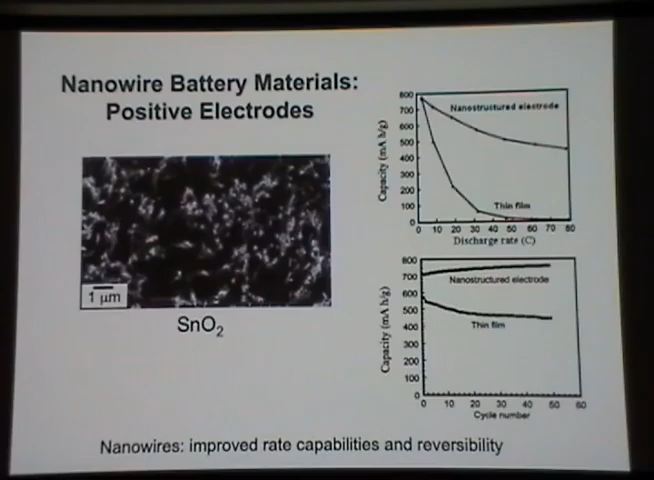 Nanowire Battery Materials:
Positive Electrodes
1 μm
SnO₂
800
700
600
500
400
300
200
100
0
Capacity (mA h/g)
Nanostructured electrode
Thin film
0 10 20 30 40 50 60 70 80
Discharge rate (C)
800
700
600
500
400
300
200
100
0
Capacity (mA h/g)
Nanostructured electrode
Thin film
0 10 20 30 40 50 60
Cycle number
Nanowires: improved rate capabilities and reversibility